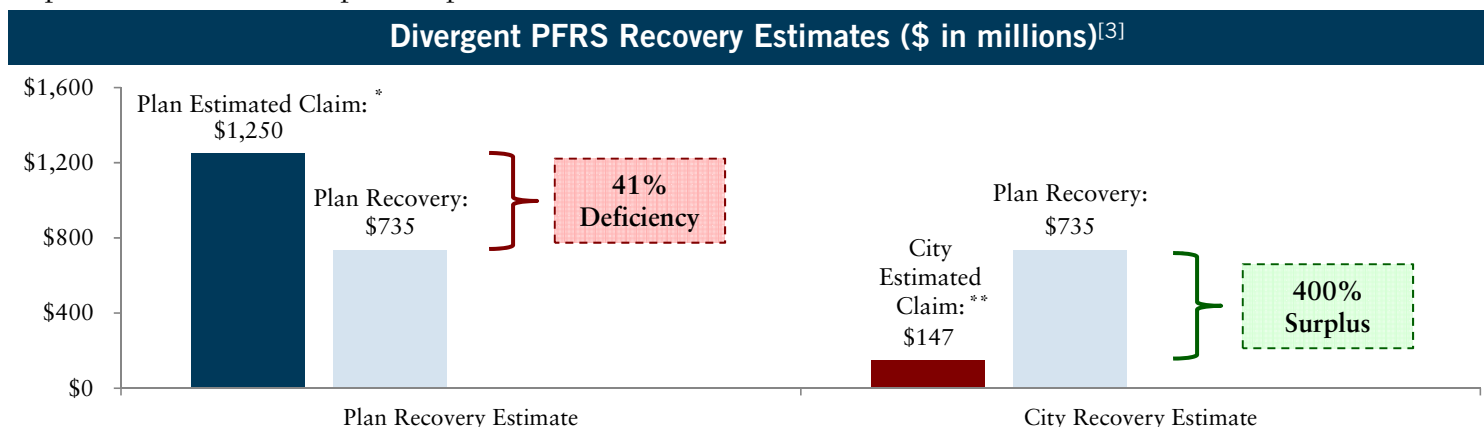 Divergent PFRS Recovery Estimates ($ in millions)[3]
$1,600
$1,200
$800
$400
$0
Plan Estimated Claim: *
$1,250
Plan Recovery:
$735
41%
Deficiency
City
Estimated
Claim: **
$147
Plan Recovery:
$735
400%
Surplus
Plan Recovery Estimate
City Recovery Estimate